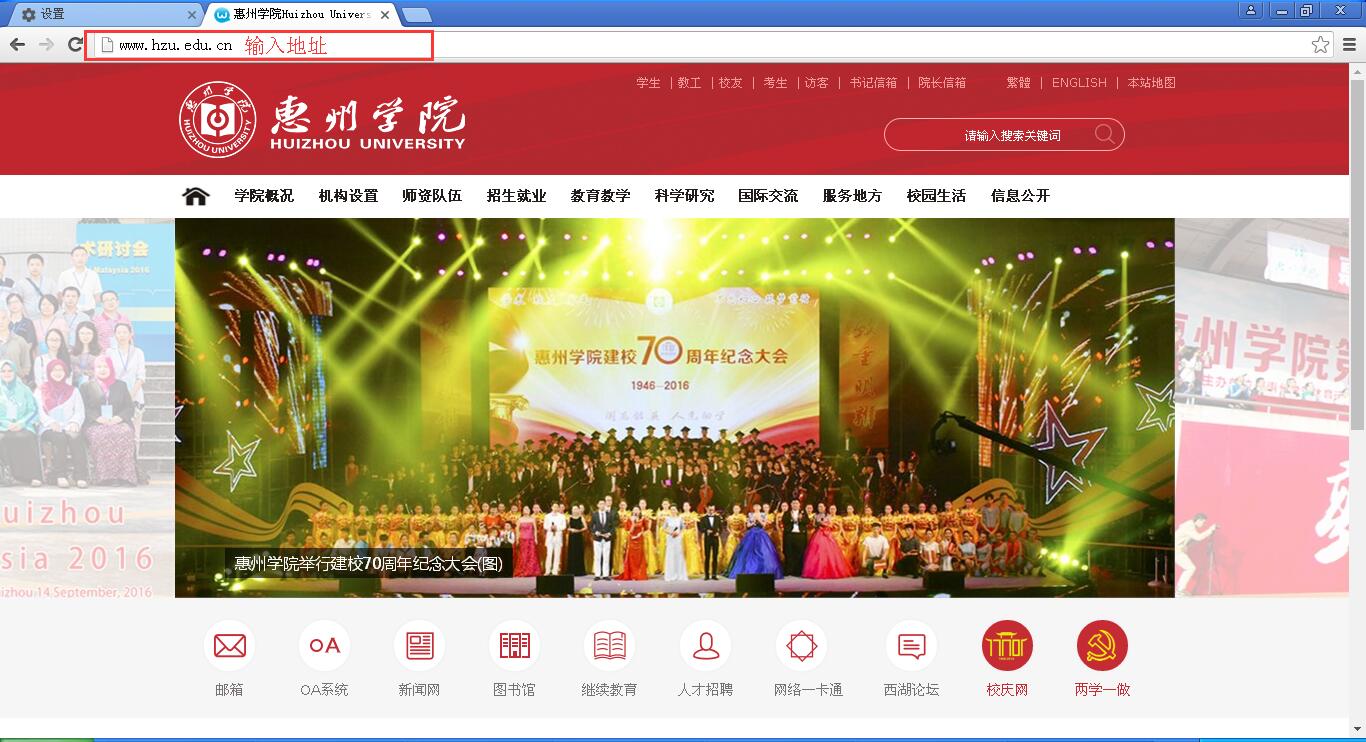 设置
惠州学院Huizhou Univers
www.hzu.edu.cn 输入地址
学生 | 教工 | 校友 | 考生 | 访客 | 书记信箱 | 院长信箱 繁體 | ENGLISH | 本站地图
惠州学院
HUIZHOU UNIVERSITY
惠州学院
HUIZHOU UNIVERSITY
请输入搜索关键词
学院概况 机构设置 师资队伍 招生就业 教育教学 科学研究 国际交流 服务地方 校园生活 信息公开
术研讨会
Malaysia 2016
uizhou
sia 2016
izhou 14 September, 2016
惠州学院建校70周年纪念大会
1946-2016
惠州学院举行建校70周年纪念大会(图)
惠州学院第
邮箱 OA系统 新闻网 图书馆 继续教育 人才招聘 网络一卡通 西湖论坛 校庆网 两学一做
OA